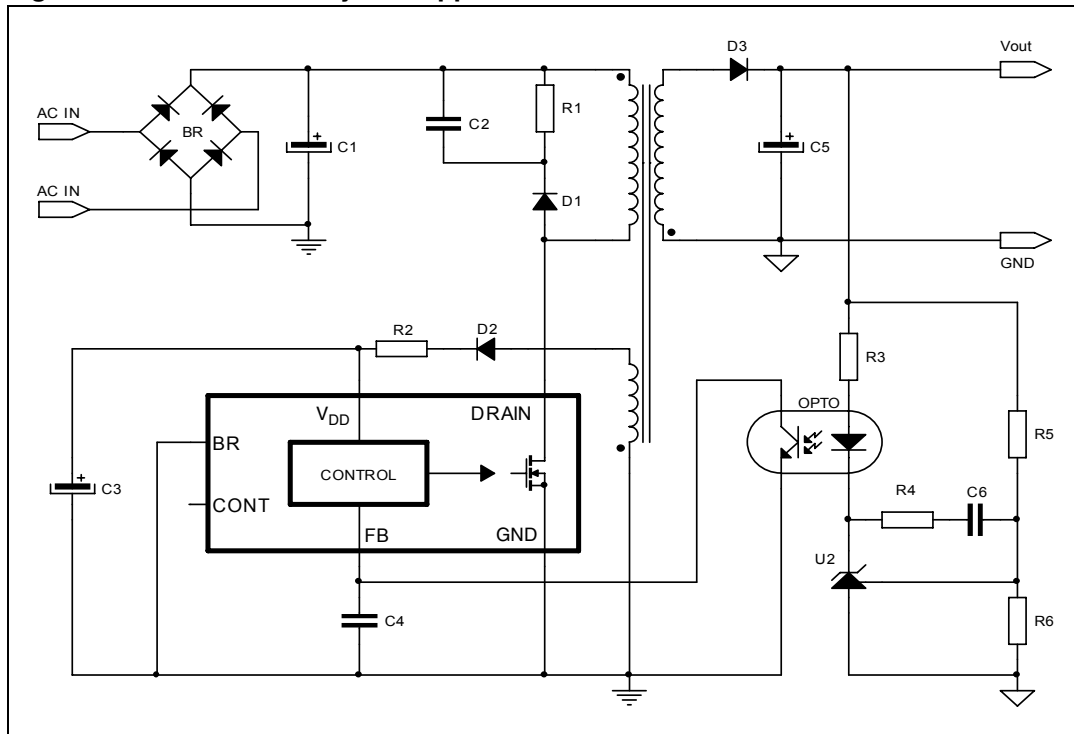 D3
Vout
AC IN
BR
C1
+
C2
R1
C5
+
D1
AC IN
GND
R2
D2
R3
OPTO
V_DD
DRAIN
BR
CONTROL
R5
C3
+
CONT
R4
C6
FB
GND
U2
C4
R6